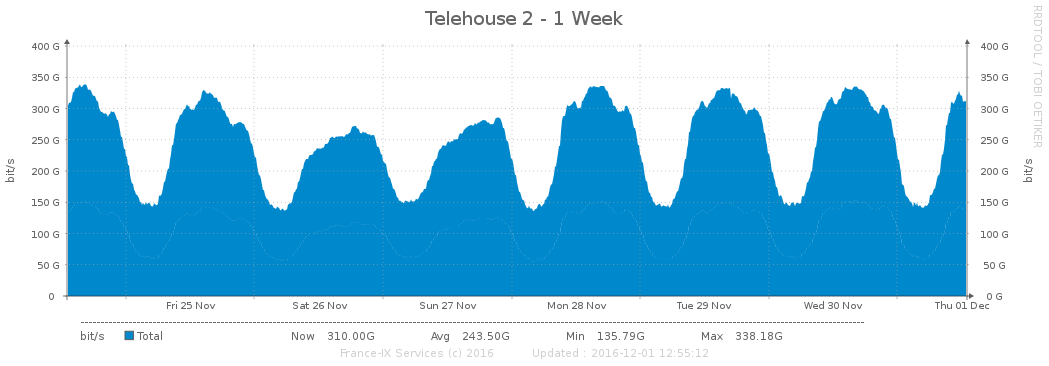 Telehouse 2 - 1 Week
RRDTOOL / TOBI OETIKER
400 G 400 G
350 G 350 G
300 G 300 G
250 G 250 G
200 G 200 G
150 G 150 G
100 G 100 G
50 G 50 G
0 0 G
bit/s
bit/s
Fri 25 Nov Sat 26 Nov Sun 27 Nov Mon 28 Nov Tue 29 Nov Wed 30 Nov Thu 01 Dec
bit/s Total Now 310.00G Avg 243.50G Min 135.79G Max 338.18G
France-IX Services (c) 2016 Updated : 2016-12-01 12:55:12